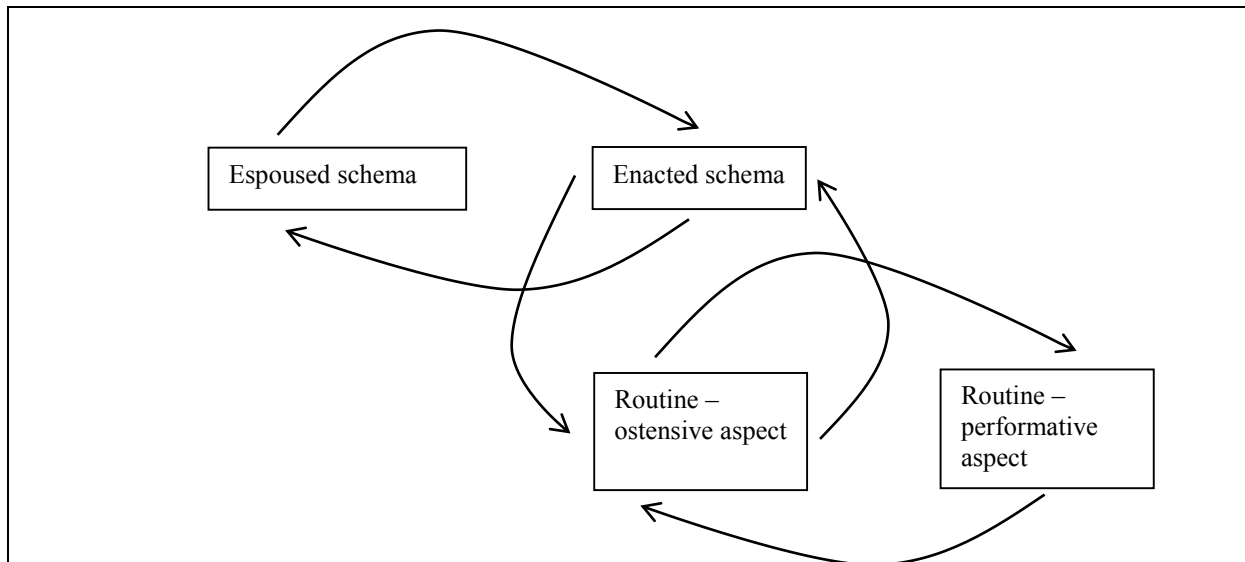 Espoused schema
Enacted schema
Routine –
ostensive aspect
Routine –
performative
aspect